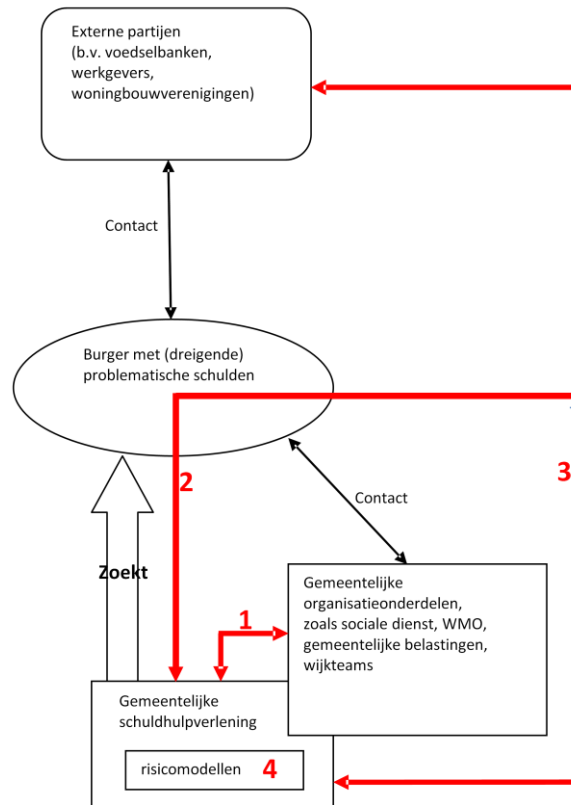 Externe partijen
(b.v. voedselbanken,
werkgevers,
woningbouwverenigingen)
Contact
Burger met (dreigende)
problematische schulden
2
3
Contact
Zoekt
Gemeentelijke
organisatieonderdelen,
zoals sociale dienst, WMO,
gemeentelijke belastingen,
wijkteams
1
Gemeentelijke
schuldhulpverlening
risicomodellen 4